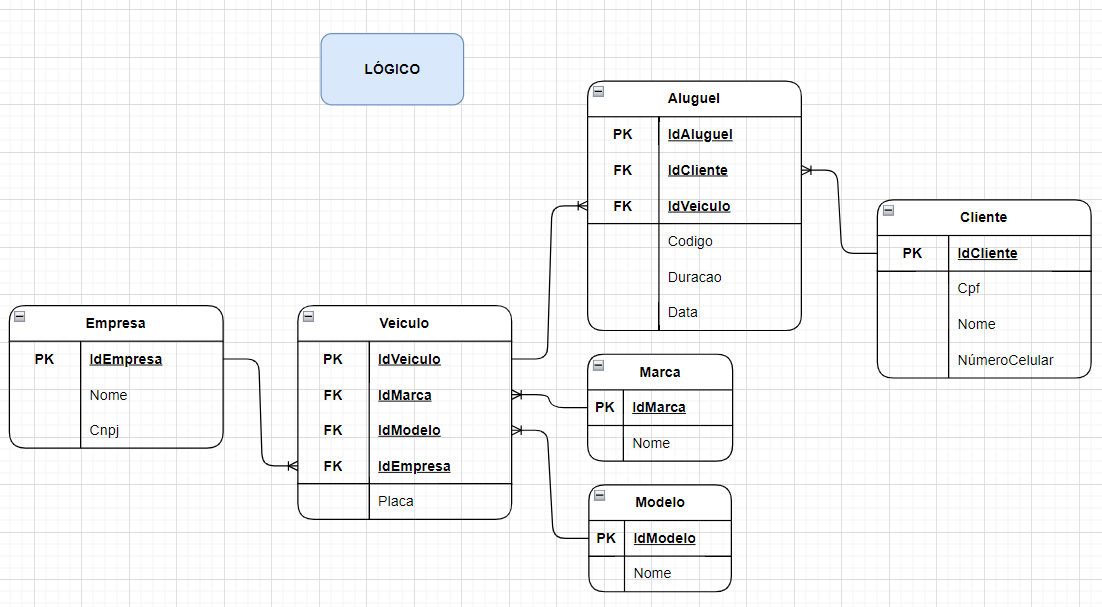 LÓGICO
Aluguel
PK IdAluguel
FK IdCliente
FK IdVeiculo
Codigo
Duracao
Data
Cliente
PK IdCliente
Cpf
Nome
NúmeroCelular
Empresa
PK IdEmpresa
Nome
Cnpj
Veiculo
PK IdVeiculo
FK IdMarca
FK IdModelo
FK IdEmpresa
Placa
Marca
PK IdMarca
Nome
Modelo
PK IdModelo
Nome